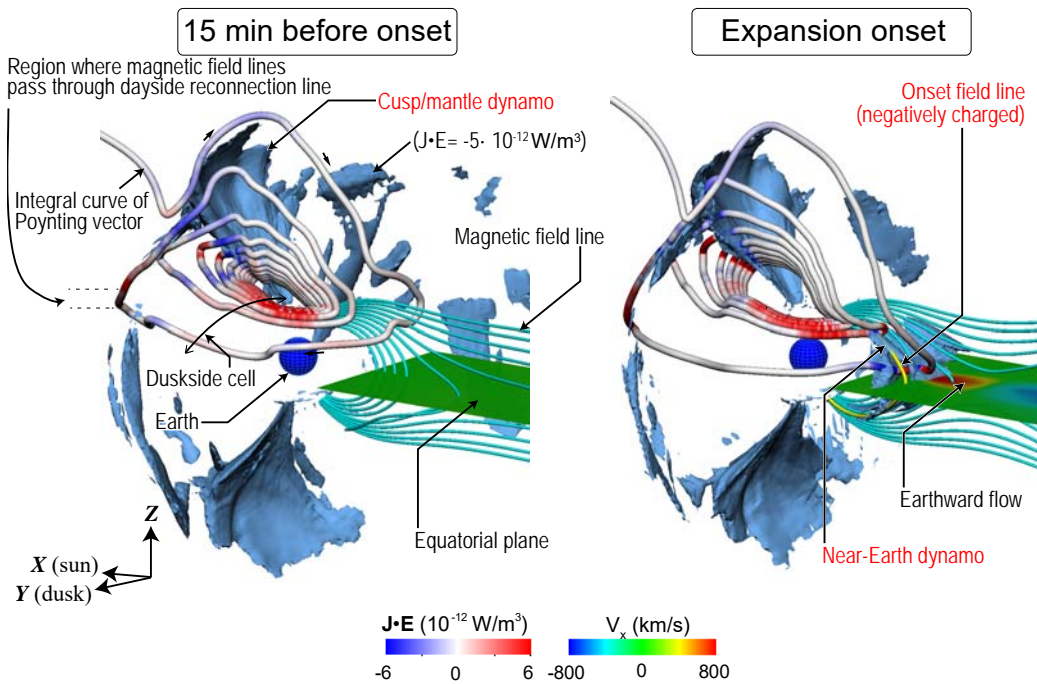 15 min before onset
Expansion onset
Region where magnetic field lines
pass through dayside reconnection line
Cusp/mantle dynamo
(J•E= -5· 10-12 W/m³)
Onset field line
(negatively charged)
Integral curve of
Poynting vector
Magnetic field line
Duskside cell
Earth
Equatorial plane
Earthward flow
Near-Earth dynamo
Z
X (sun)
Y (dusk)
J•E (10-12 W/m3)
-6
0
6
Vx (km/s)
-800
0
800